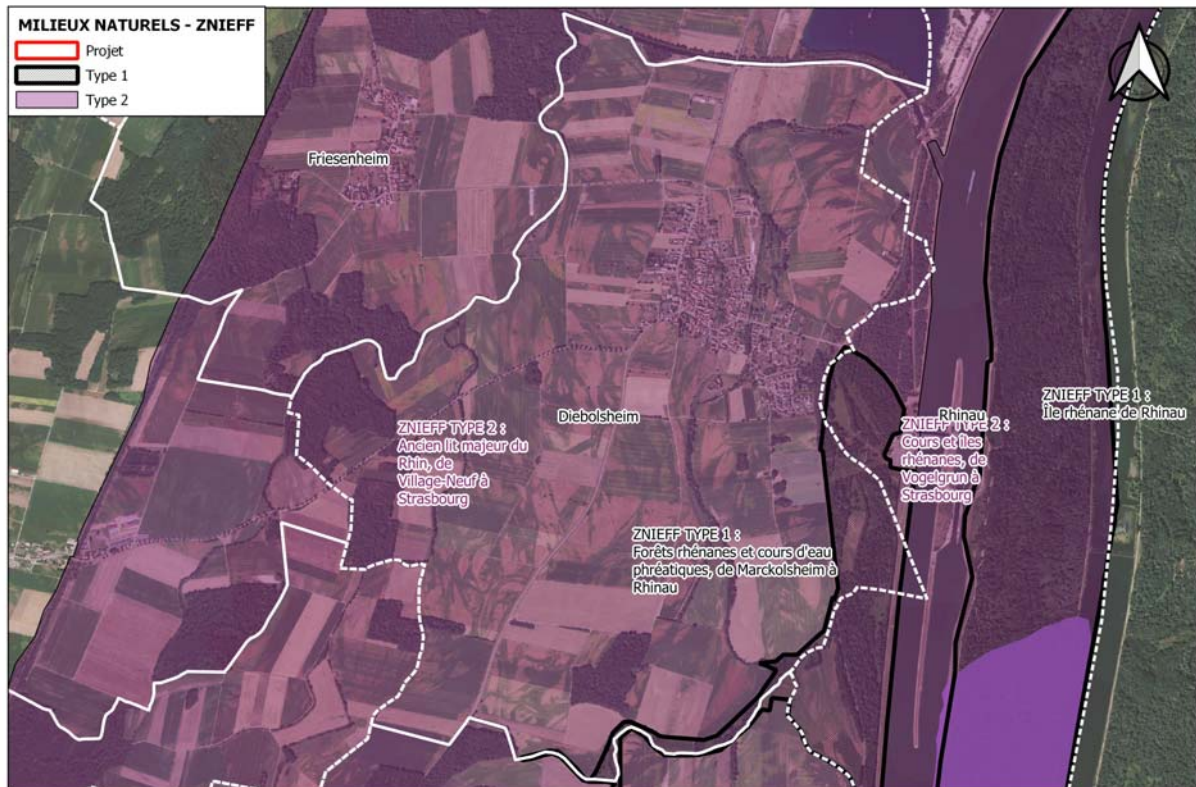 MILIEUX NATURELS - ZNIEFF
Projet
Type 1
Type 2
Friesenheim
Diebolsheim
ZNIEFF TYPE 2 :
Ancien lit majeur du
Rhin, de
Village-Neuf à
Strasbourg
ZNIEFF TYPE 1 :
Île rhénane de Rhinau
Rhinau
ZNIEFF TYPE 2 :
Cours et îles
rhénanes, de
Vogelgrun à
Strasbourg
ZNIEFF TYPE 1 :
Forêts rhénanes et cours d'eau
phréatiques, de Marckolsheim à
Rhinau